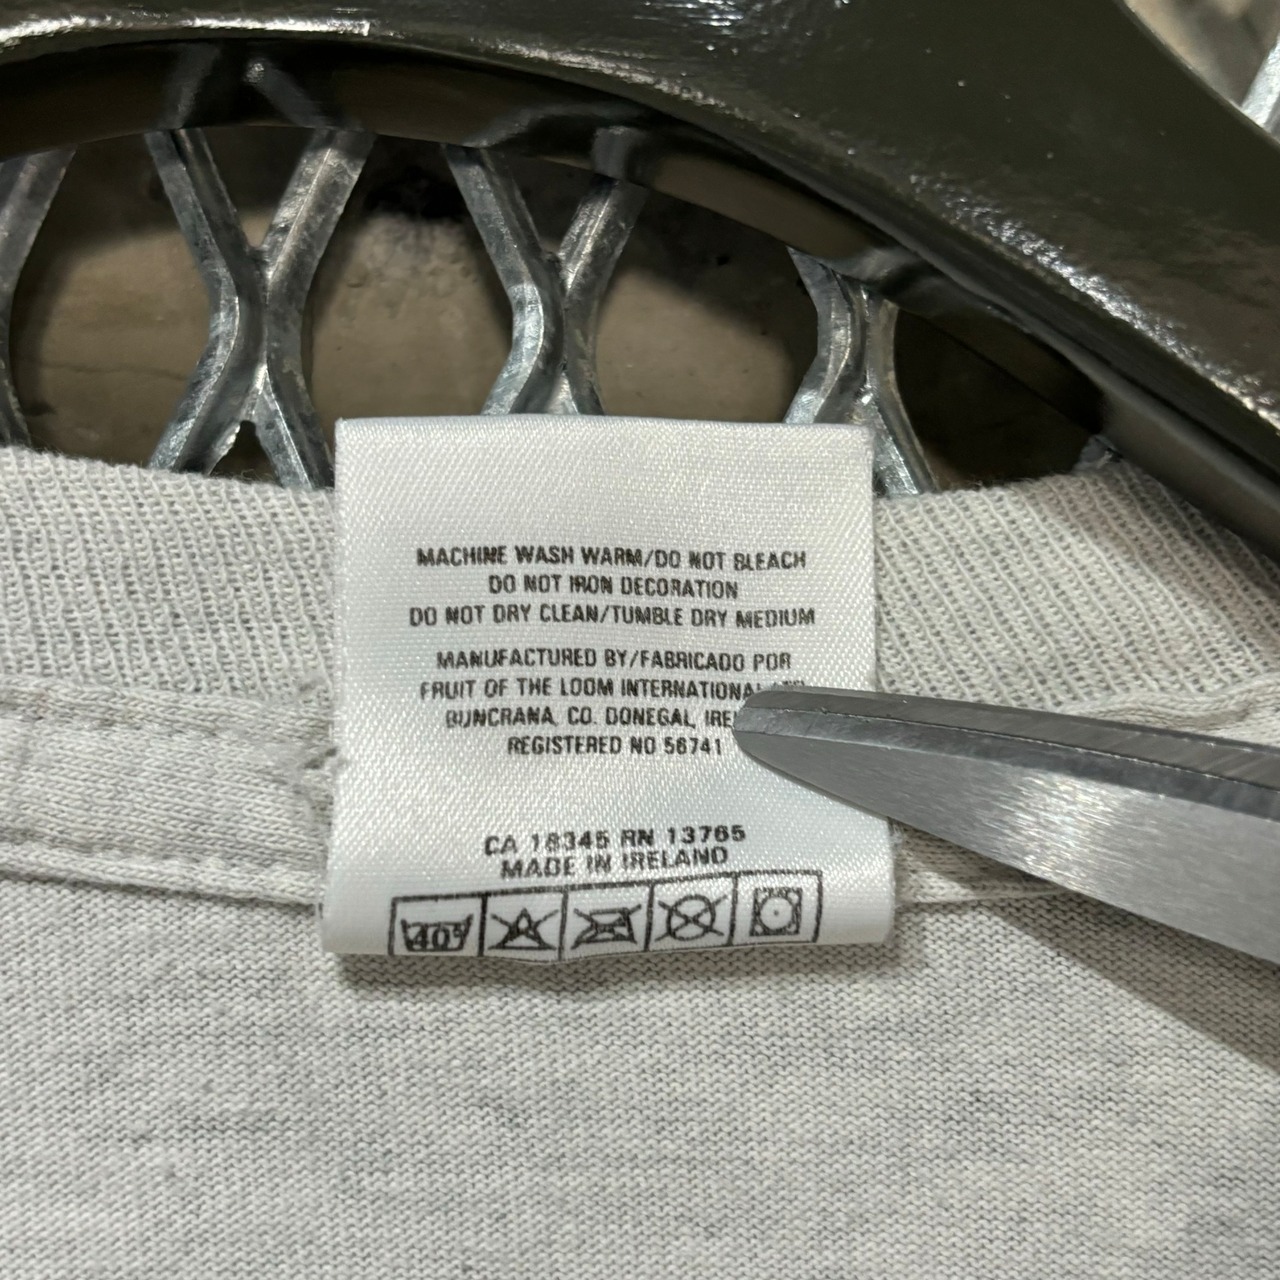 MACHINE WASH WARM/DO NOT BLEACH
DO NOT IRON DECORATION
DO NOT DRY CLEAN/TUMBLE DRY MEDIUM
MANUFACTURED BY/FABRICADO POR
FRUIT OF THE LOOM INTERNATIONAL
BUNCRANA, CO. DONEGAL,
REGISTERED NO 56741
CA 18345 RN 13765
MADE IN IRELAND
40°